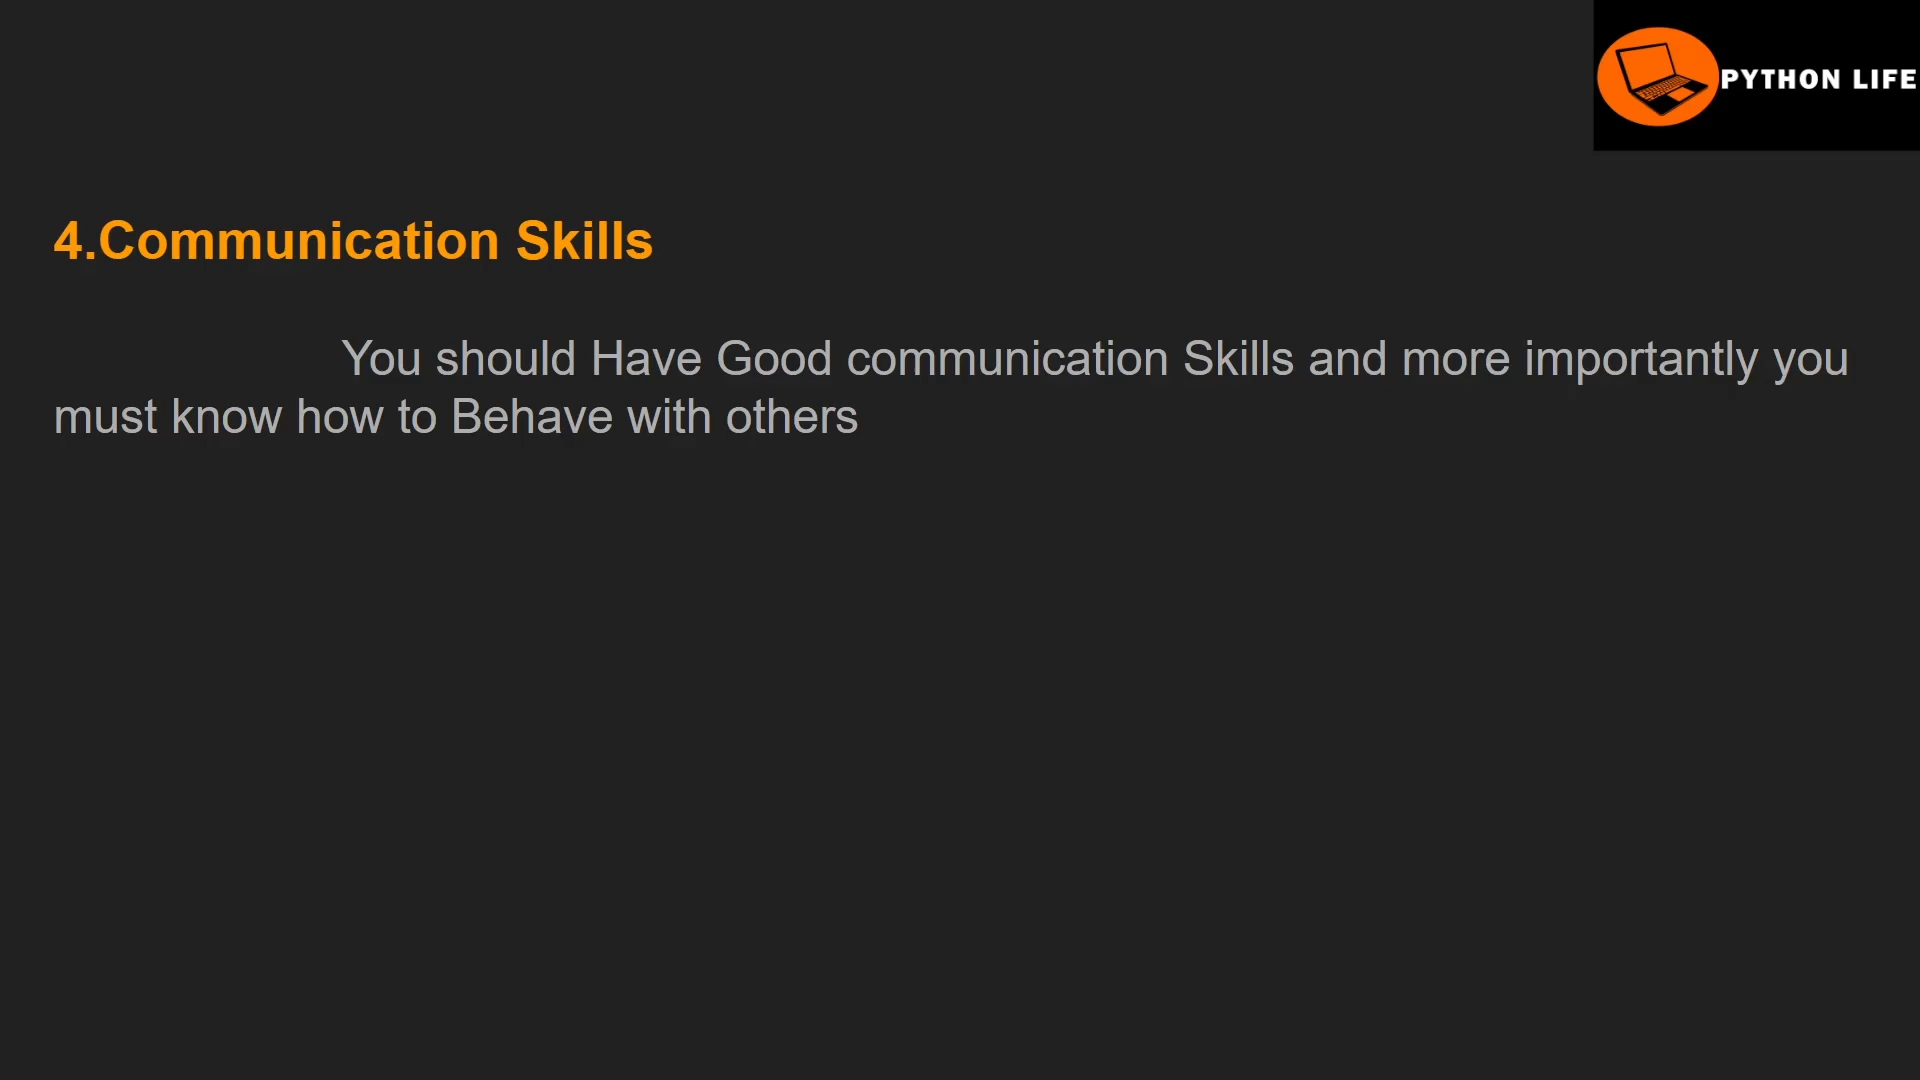 PYTHON LIFE
4.Communication Skills
You should Have Good communication Skills and more importantly you
must know how to Behave with others